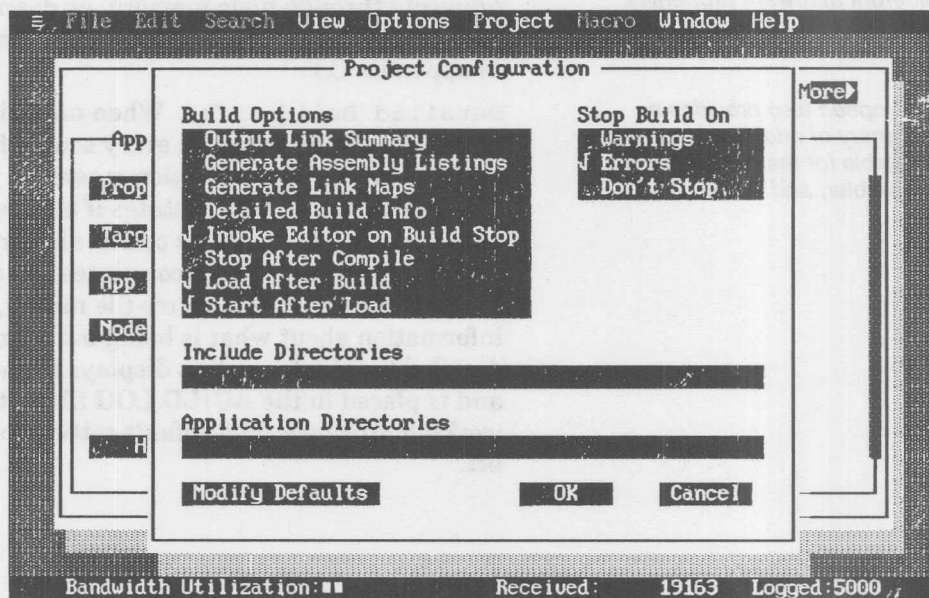 ≡ File Edit Search View Options Project Macro Window Help
Project Configuration
More▶
Build Options
Stop Build On
App
Output Link Summary
Warnings
Generate Assembly Listings
√ Errors
Prop
Generate Link Maps
Don't Stop
Detailed Build Info
Targ
√ Invoke Editor on Build Stop
Stop After Compile
App
√ Load After Build
√ Start After Load
Node
Include Directories
Application Directories
H
Modify Defaults
OK
Cancel
Bandwidth Utilization:■■ Received: 19163 Logged:5000